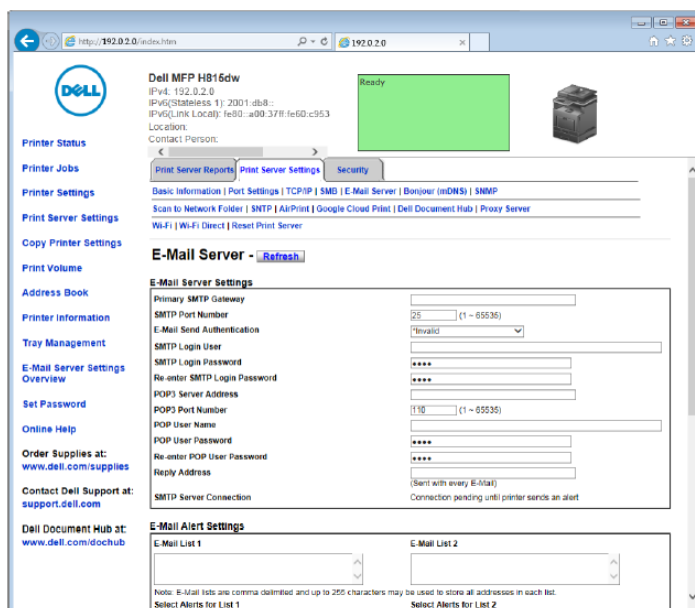 http://192.0.2.0/index.htm
192.0.2.0
DELL
Dell MFP H815dw
IPv4: 192.0.2.0
IPv6(Stateless 1): 2001:db8::
IPv6(Link Local): fe80::a00:37ff:fe60:c953
Location:
Contact Person:
Ready
Printer Status
Printer Jobs
Printer Settings
Print Server Settings
Copy Printer Settings
Print Volume
Address Book
Printer Information
Tray Management
E-Mail Server Settings
Overview
Set Password
Online Help
Order Supplies at:
www.dell.com/supplies
Contact Dell Support at:
support.dell.com
Dell Document Hub at:
www.dell.com/dochub
Print Server Reports Print Server Settings Security
Basic Information | Port Settings | TCP/IP | SMB | E-Mail Server | Bonjour (mDNS) | SNMP
Scan to Network Folder | SNTP | AirPrint | Google Cloud Print | Dell Document Hub | Proxy Server
Wi-Fi | Wi-Fi Direct | Reset Print Server
E-Mail Server - Refresh
E-Mail Server Settings
Primary SMTP Gateway
SMTP Port Number 25 (1 ~ 65535)
E-Mail Send Authentication *Invalid
SMTP Login User
SMTP Login Password ••••
Re-enter SMTP Login Password ••••
POP3 Server Address
POP3 Port Number 110 (1 ~ 65535)
POP User Name
POP User Password ••••
Re-enter POP User Password ••••
Reply Address
(Sent with every E-Mail)
SMTP Server Connection Connection pending until printer sends an alert
E-Mail Alert Settings
E-Mail List 1 E-Mail List 2
Note: E-Mail lists are comma delimited and up to 255 characters may be used to store all addresses in each list.
Select Alerts for List 1 Select Alerts for List 2